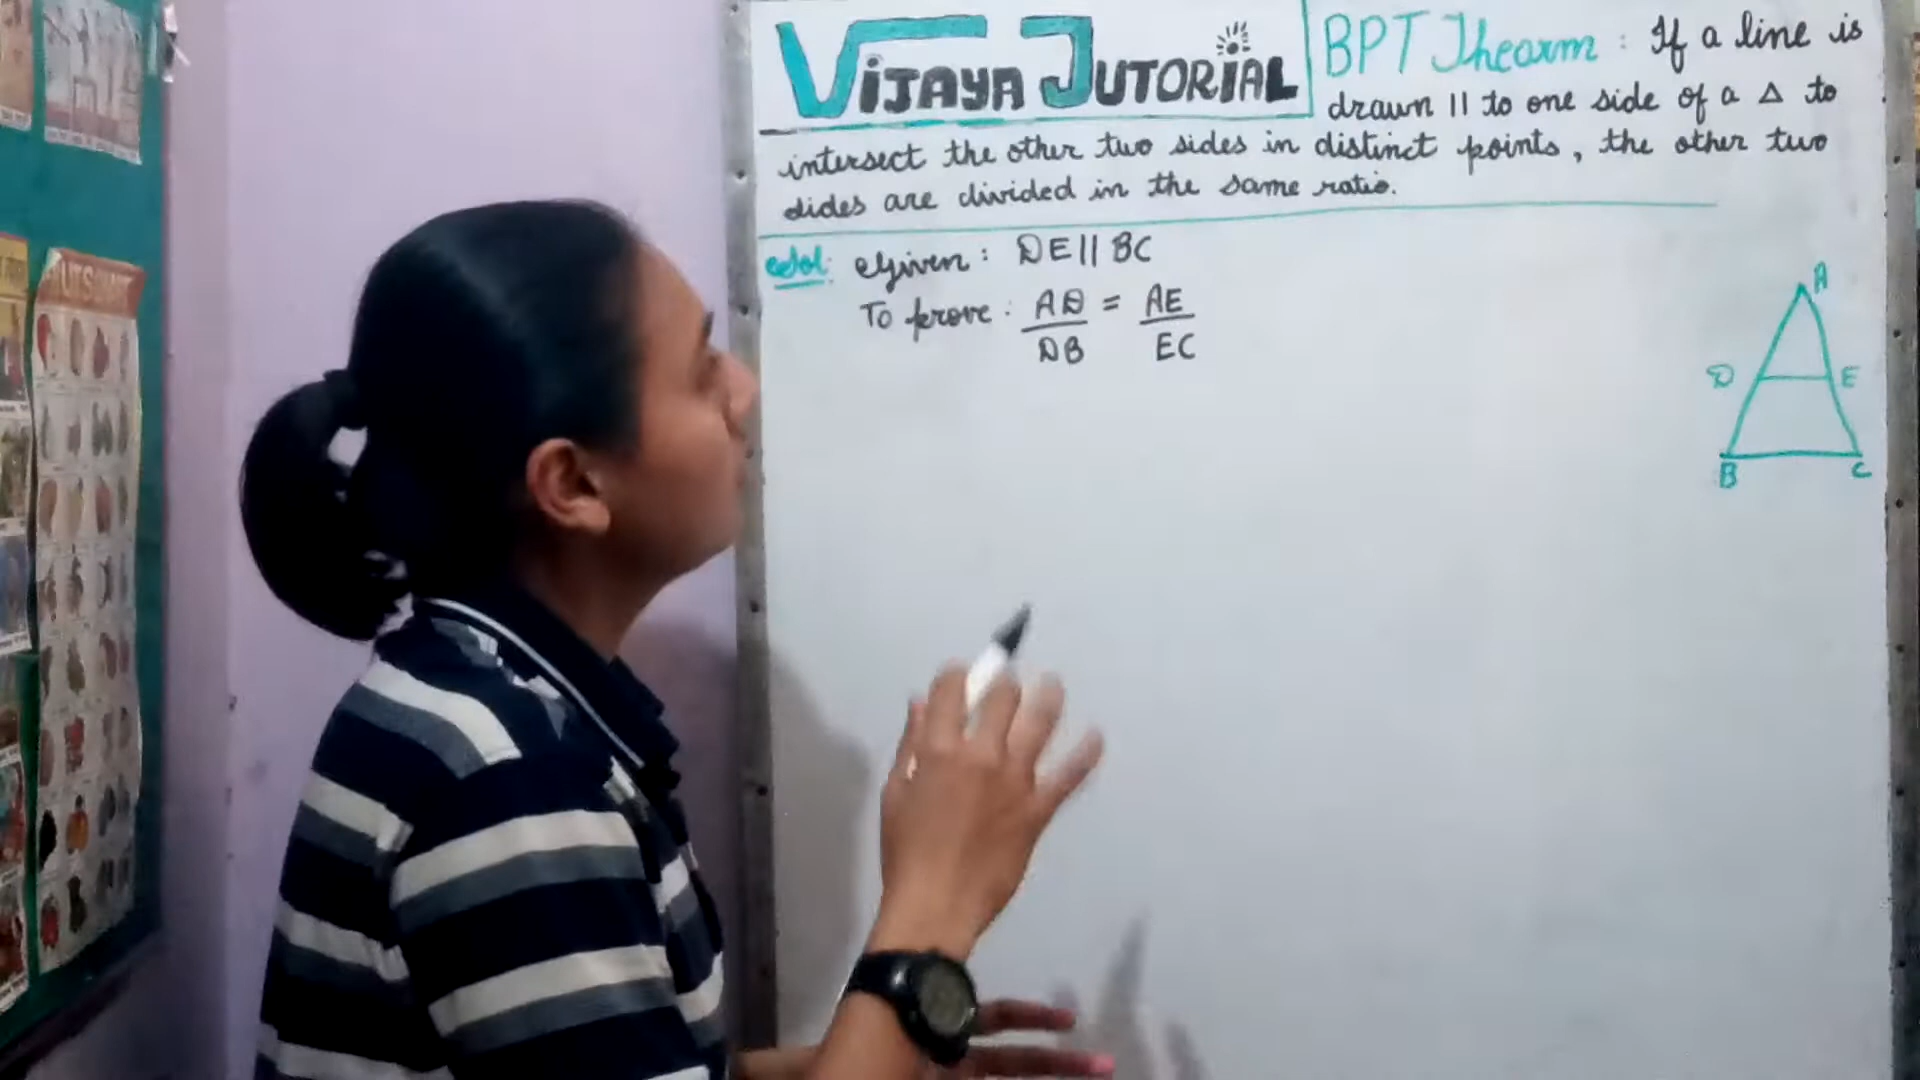 VIJAYA TUTORIAL
BPT Thearm : If a line is
drawn || to one side of a Δ to
intersect the other two sides in distinct points, the other two
dides are divided in the same ratio.
Sol: Given : DE || BC
To prove : AD/DB = AE/EC
A
D E
B C